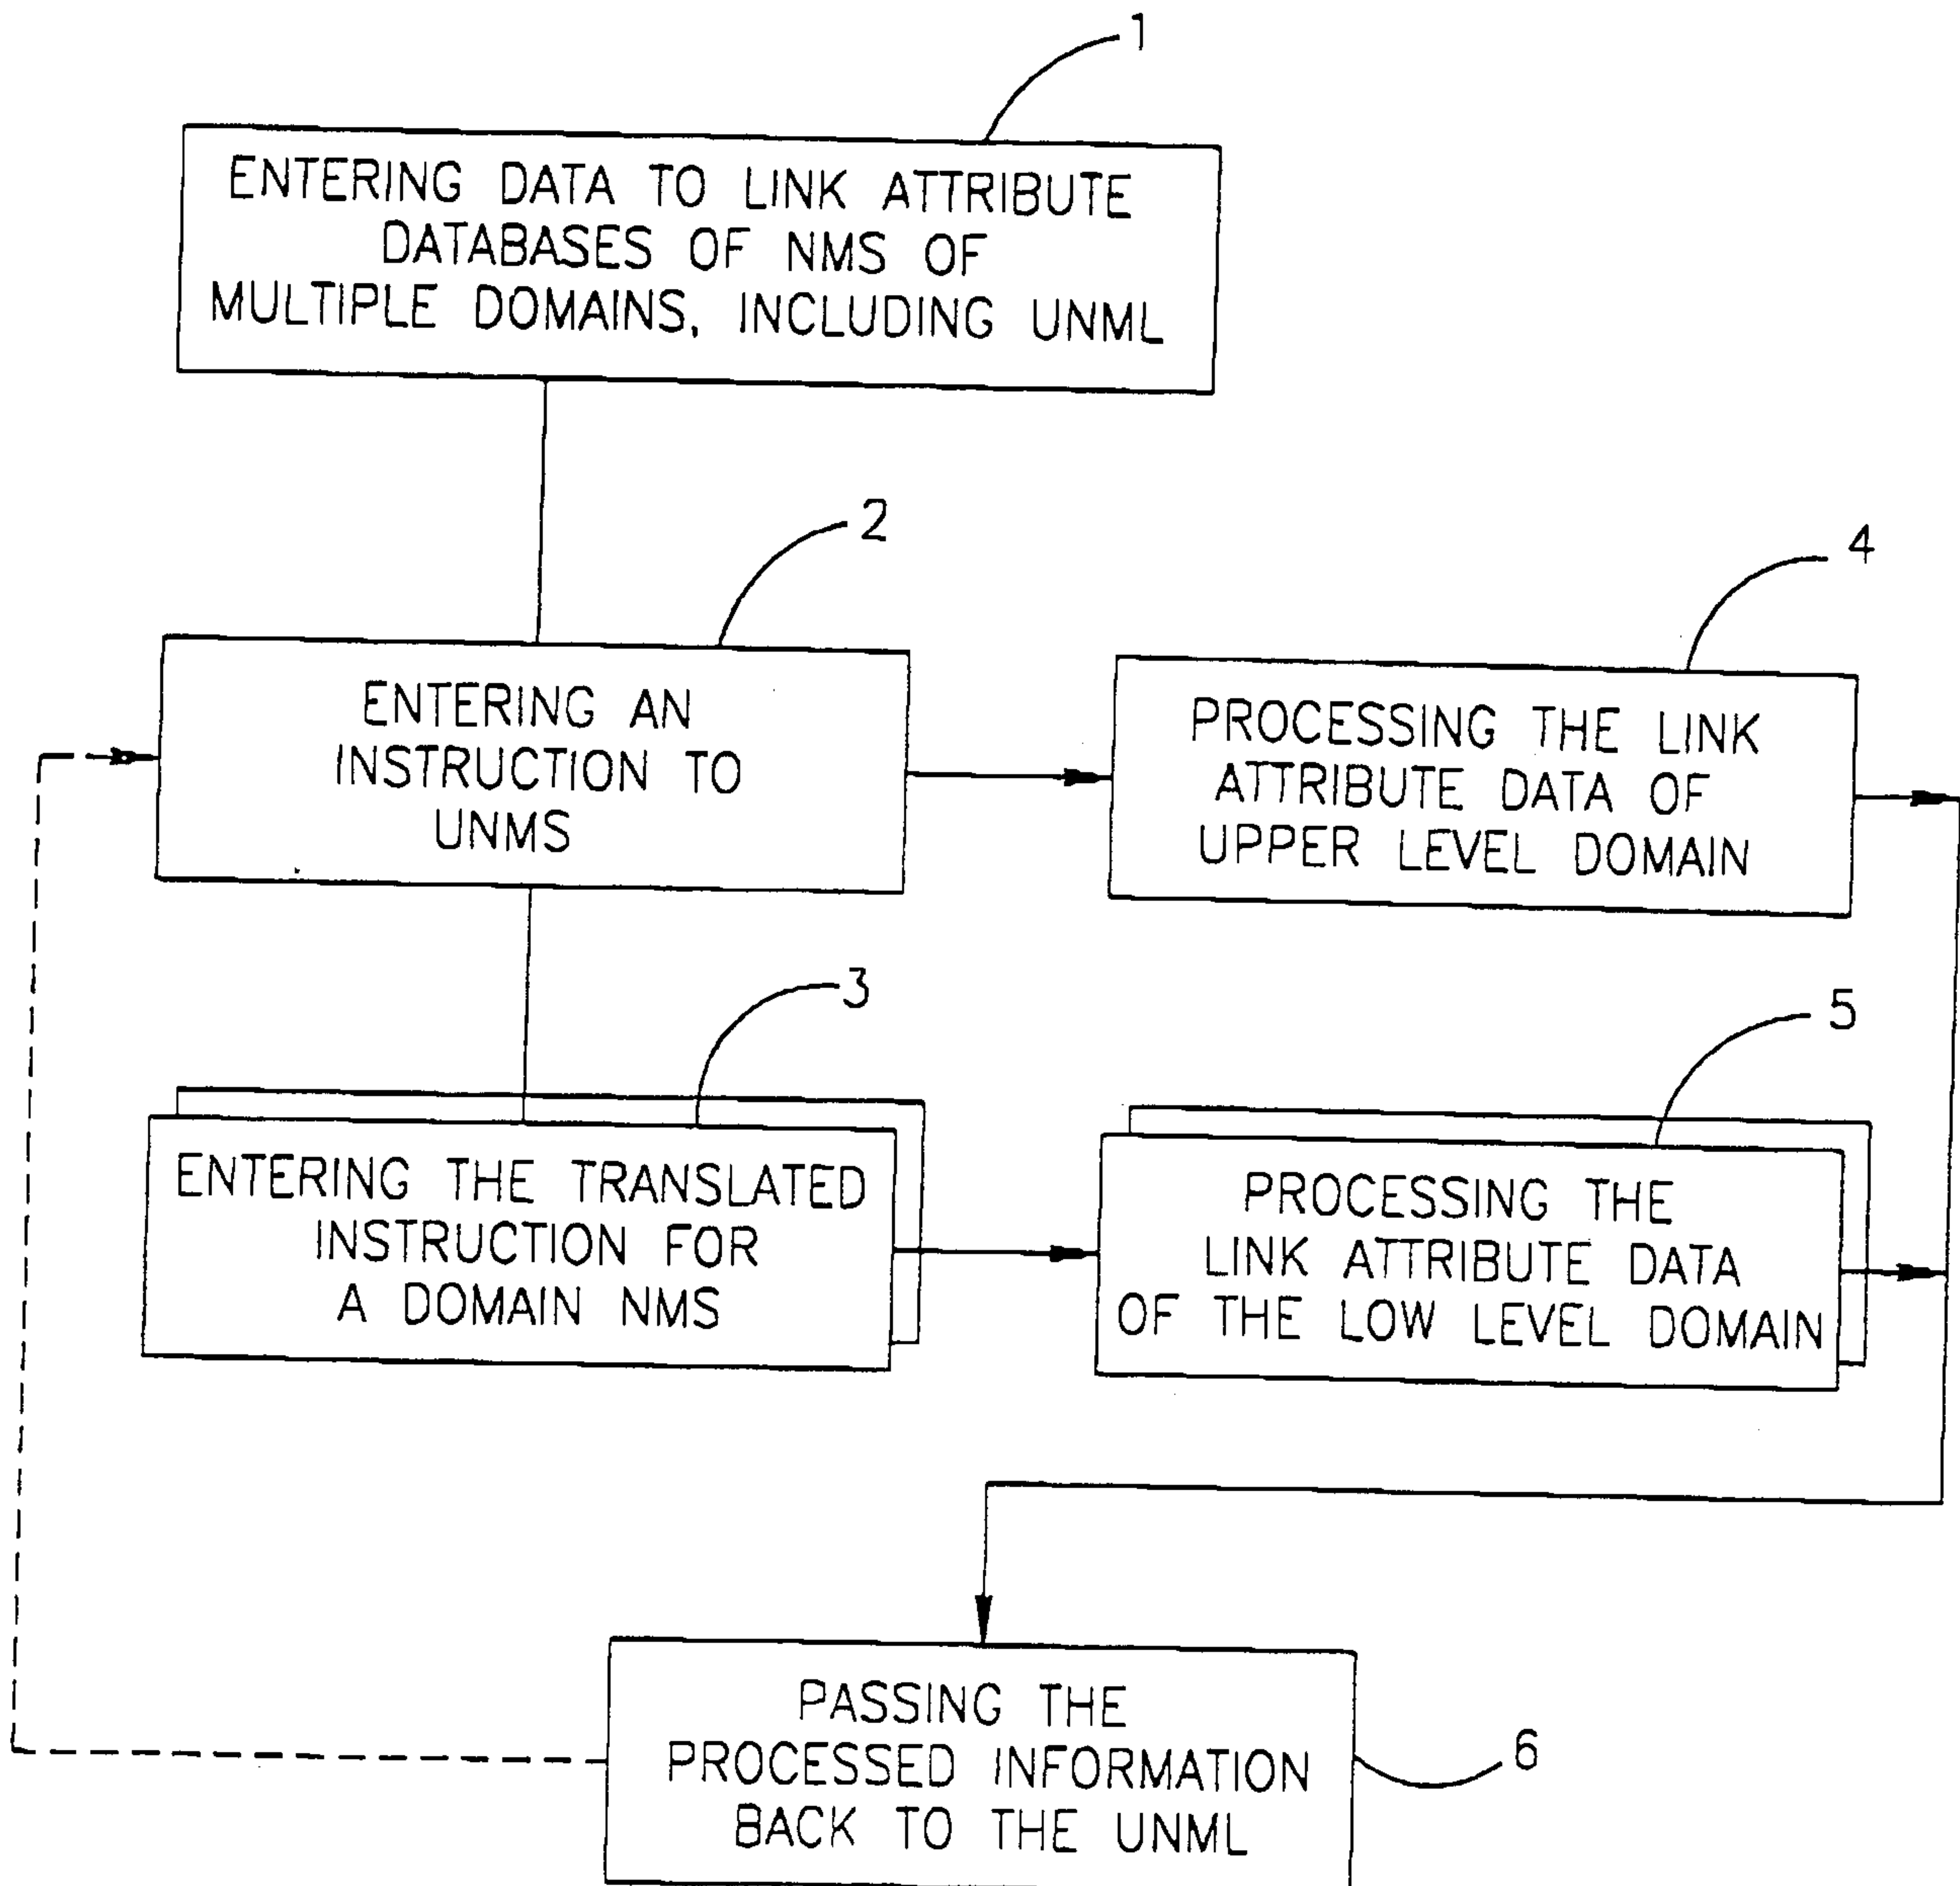 1
ENTERING DATA TO LINK ATTRIBUTE
DATABASES OF NMS OF
MULTIPLE DOMAINS, INCLUDING UNML
2
ENTERING AN
INSTRUCTION TO
UNMS
4
PROCESSING THE LINK
ATTRIBUTE DATA OF
UPPER LEVEL DOMAIN
3
ENTERING THE TRANSLATED
INSTRUCTION FOR
A DOMAIN NMS
5
PROCESSING THE
LINK ATTRIBUTE DATA
OF THE LOW LEVEL DOMAIN
PASSING THE
PROCESSED INFORMATION
BACK TO THE UNML
6